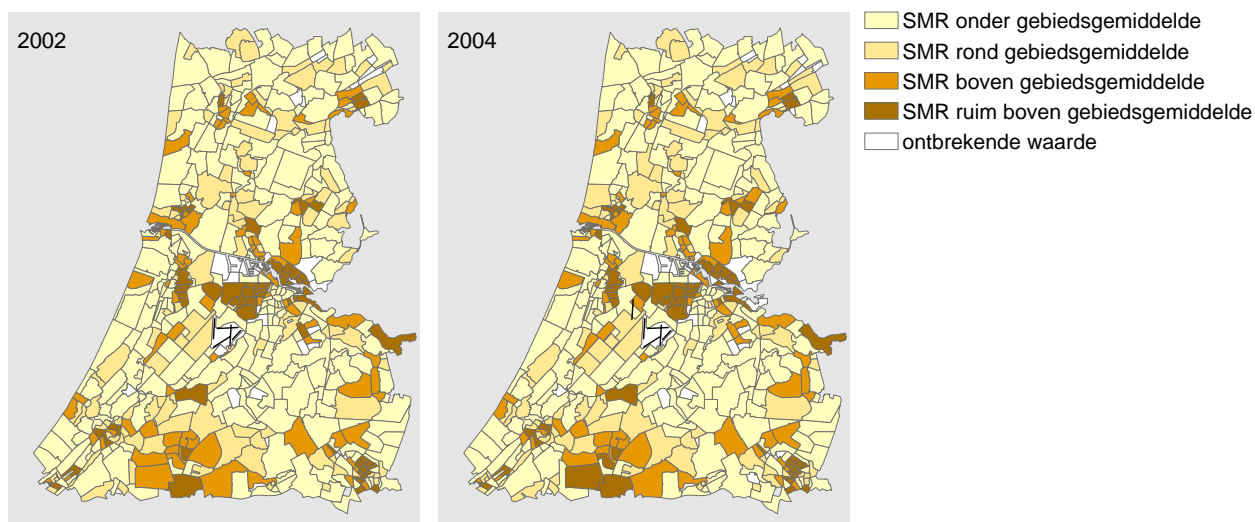 2002
2004
SMR onder gebiedsgemiddelde
SMR rond gebiedsgemiddelde
SMR boven gebiedsgemiddelde
SMR ruim boven gebiedsgemiddelde
ontbrekende waarde